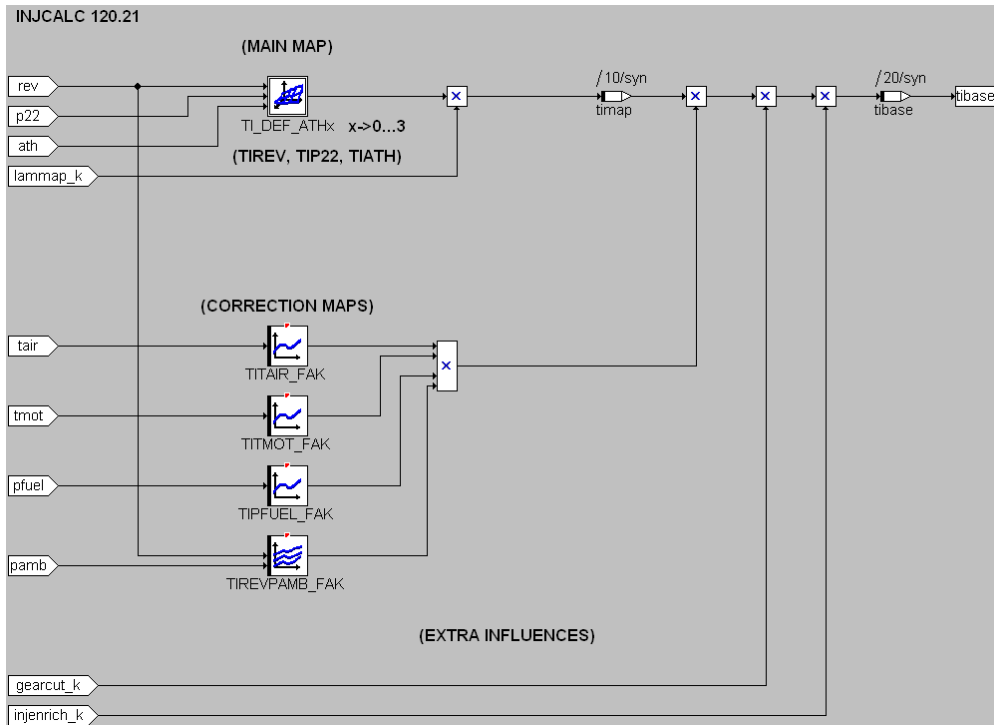 INJCALC 120.21
(MAIN MAP)
rev
p22
ath
lammap_k
TI_DEF_ATHx x->0...3
(TIREV, TIP22, TIATH)
×
/10/syn
timap
×
×
×
/20/syn
tibase
tibase
(CORRECTION MAPS)
tair
TITAIR_FAK
×
tmot
TITMOT_FAK
pfuel
TIPFUEL_FAK
pamb
TIREVPAMB_FAK
(EXTRA INFLUENCES)
gearcut_k
injenrich_k